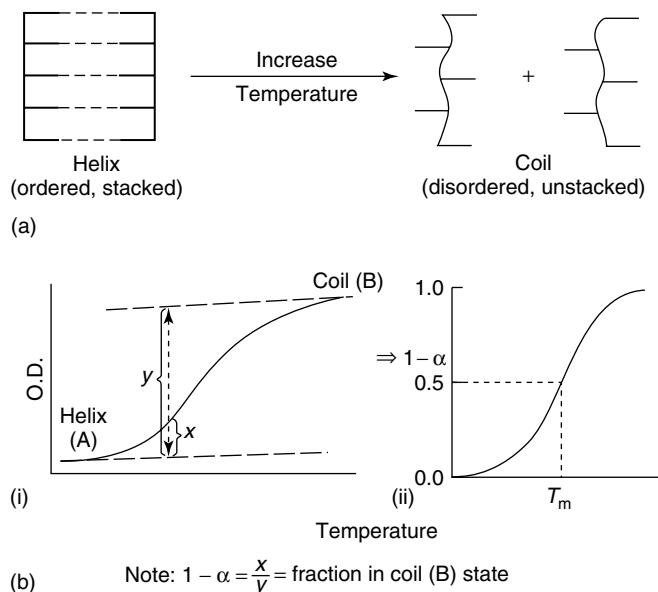 Increase
Temperature
+
Helix
(ordered, stacked)
Coil
(disordered, unstacked)
(a)
O.D.
Helix
(A)
Coil (B)
y
x
(i)
⇒ 1 – α
1.0
0.5
0.0
Tm
(ii)
Temperature
(b)
Note: 1 – α = x/y = fraction in coil (B) state